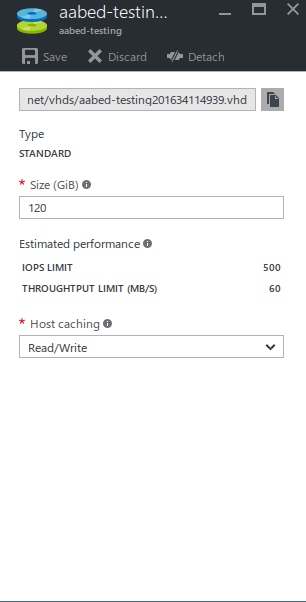 aabed-testin...
aabed-testing
Save Discard Detach
net/vhds/aabed-testing201634114939.vhd
Type
STANDARD
* Size (GiB)
120
Estimated performance
IOPS LIMIT 500
THROUGHTPUT LIMIT (MB/S) 60
* Host caching
Read/Write